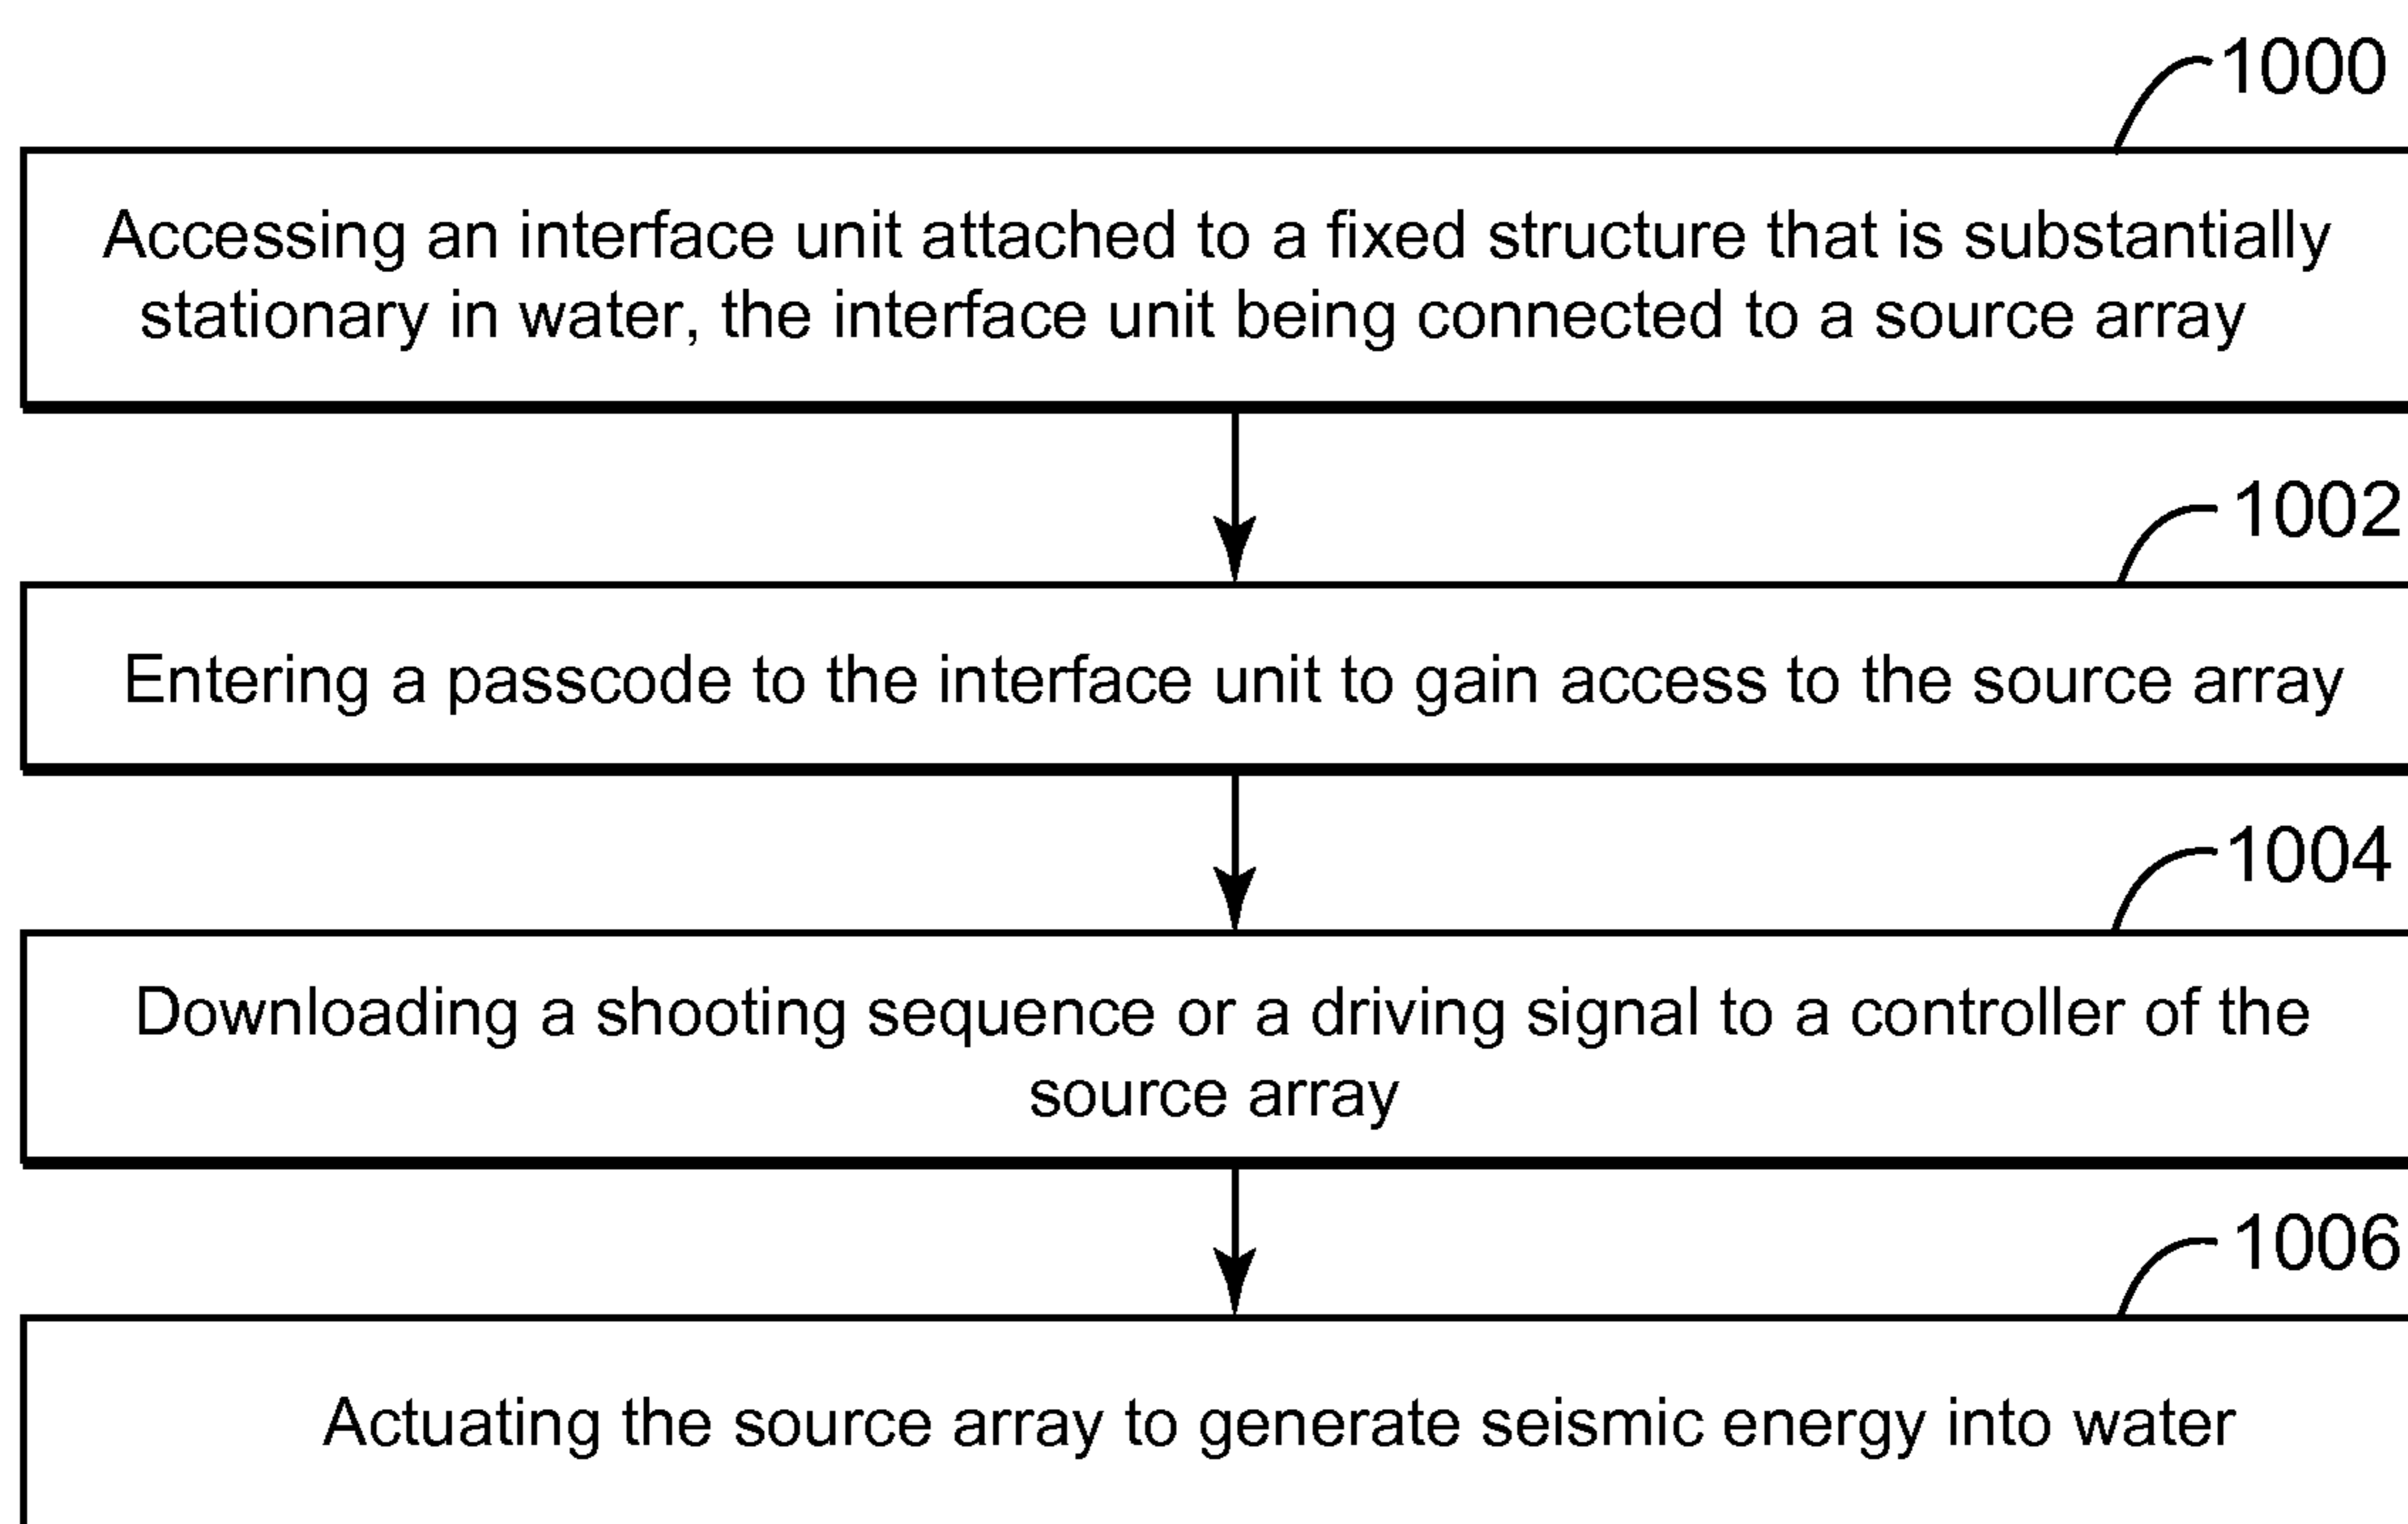 1000
Accessing an interface unit attached to a fixed structure that is substantially
stationary in water, the interface unit being connected to a source array
1002
Entering a passcode to the interface unit to gain access to the source array
1004
Downloading a shooting sequence or a driving signal to a controller of the
source array
1006
Actuating the source array to generate seismic energy into water